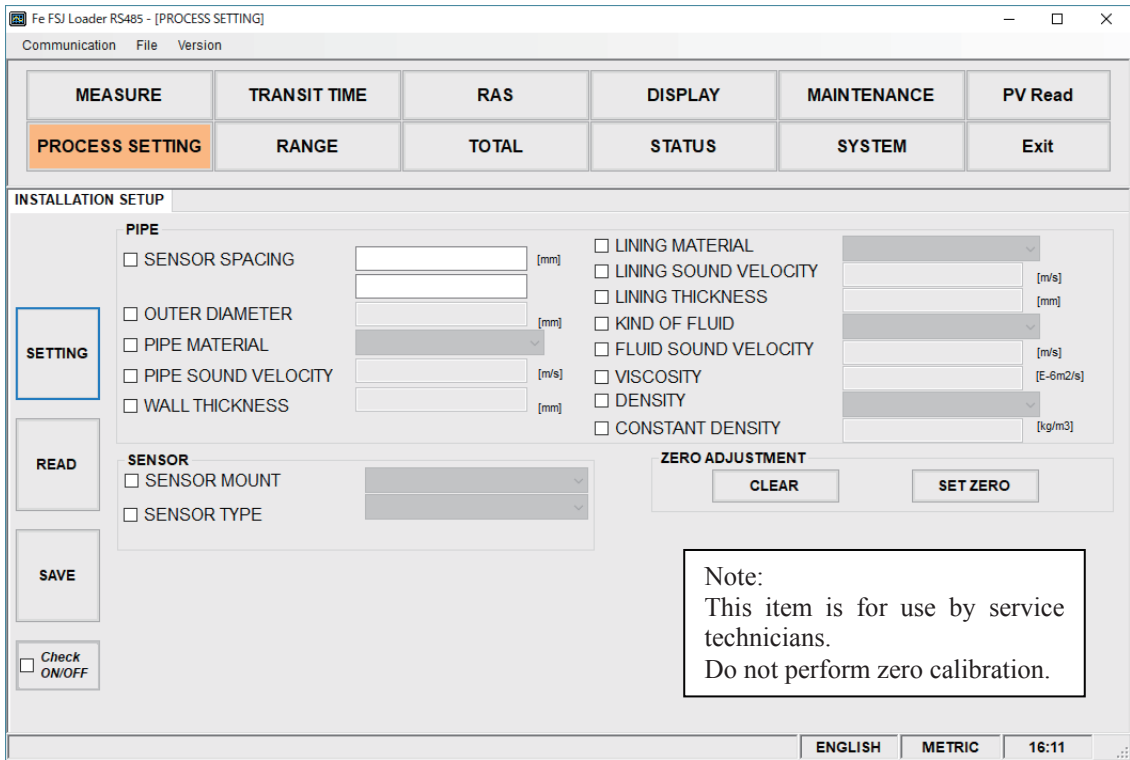 Fe FSJ Loader RS485 - [PROCESS SETTING]
Communication File Version
MEASURE TRANSIT TIME RAS DISPLAY MAINTENANCE PV Read
PROCESS SETTING RANGE TOTAL STATUS SYSTEM Exit
INSTALLATION SETUP
SETTING
READ
SAVE
Check
ON/OFF
PIPE
SENSOR SPACING [mm]
OUTER DIAMETER [mm]
PIPE MATERIAL
PIPE SOUND VELOCITY [m/s]
WALL THICKNESS [mm]
LINING MATERIAL
LINING SOUND VELOCITY [m/s]
LINING THICKNESS [mm]
KIND OF FLUID
FLUID SOUND VELOCITY [m/s]
VISCOSITY [E-6m2/s]
DENSITY
CONSTANT DENSITY [kg/m3]
SENSOR
SENSOR MOUNT
SENSOR TYPE
ZERO ADJUSTMENT
CLEAR SET ZERO
Note:
This item is for use by service
technicians.
Do not perform zero calibration.
ENGLISH METRIC 16:11